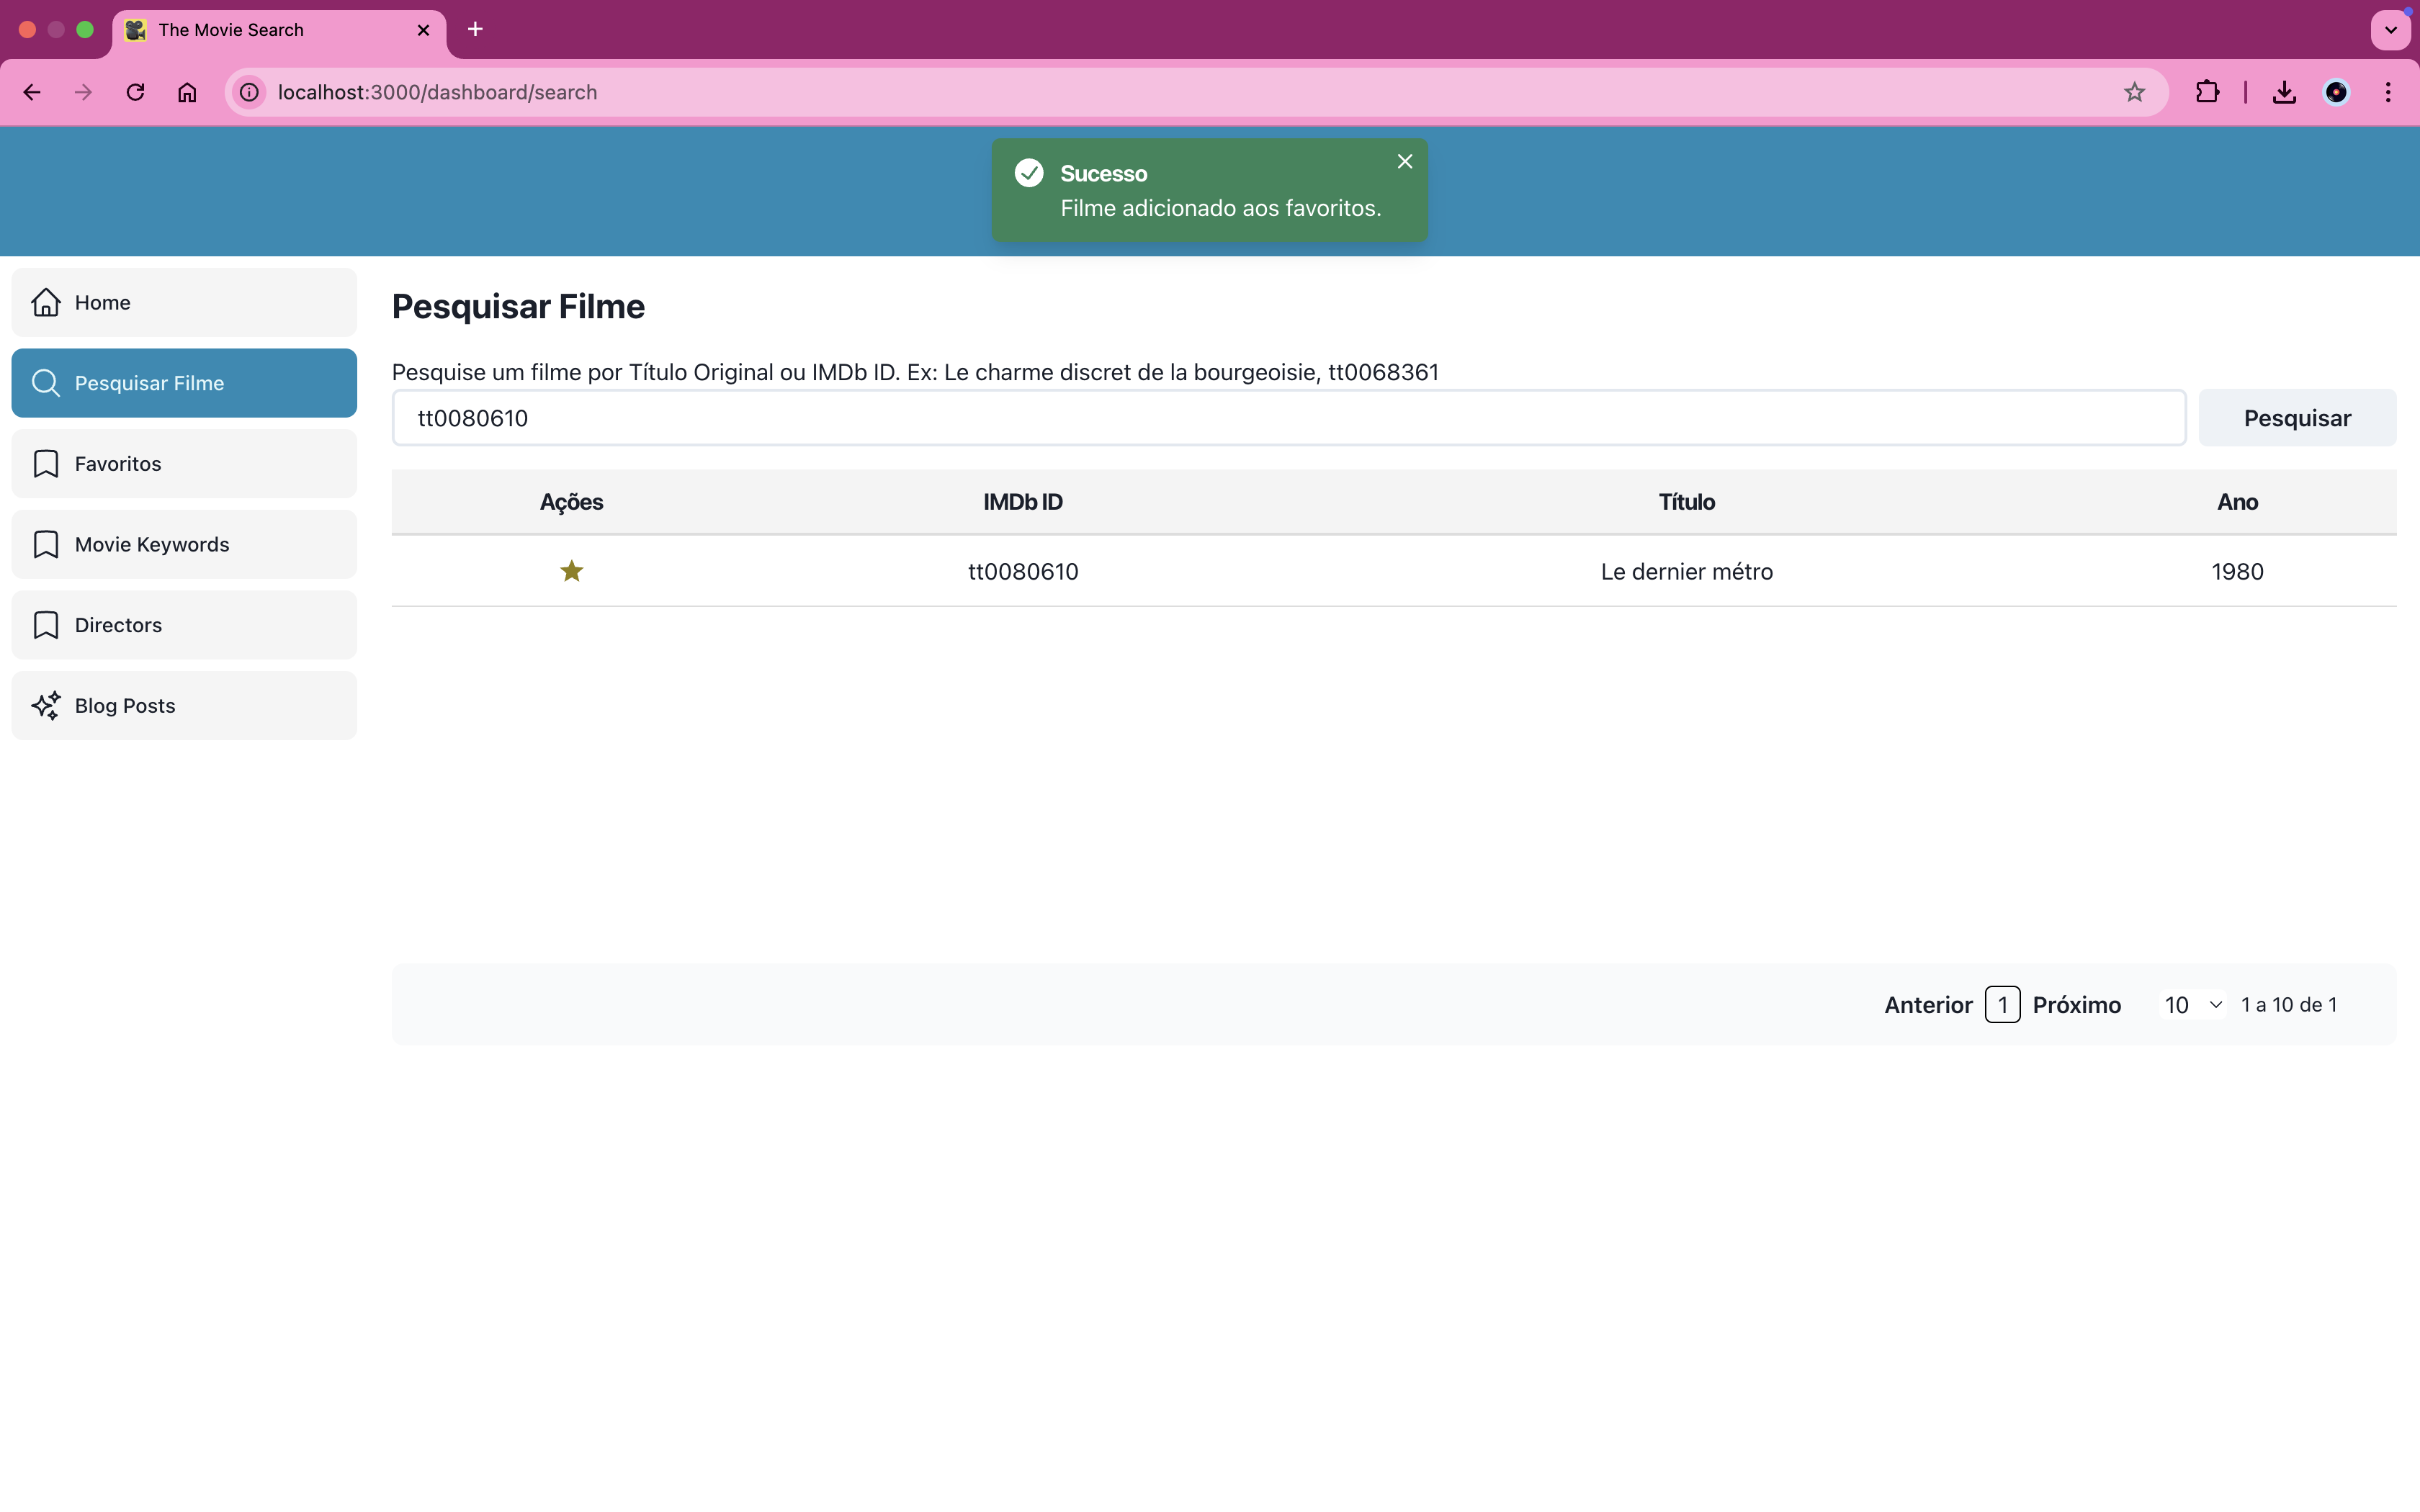 The Movie Search
localhost:3000/dashboard/search
Sucesso
Filme adicionado aos favoritos.
Home
Pesquisar Filme
Favoritos
Movie Keywords
Directors
Blog Posts
Pesquisar Filme
Pesquise um filme por Título Original ou IMDb ID. Ex: Le charme discret de la bourgeoisie, tt0068361
tt0080610 Pesquisar
Ações IMDb ID Título Ano
tt0080610 Le dernier métro 1980
Anterior 1 Próximo 10 1 a 10 de 1